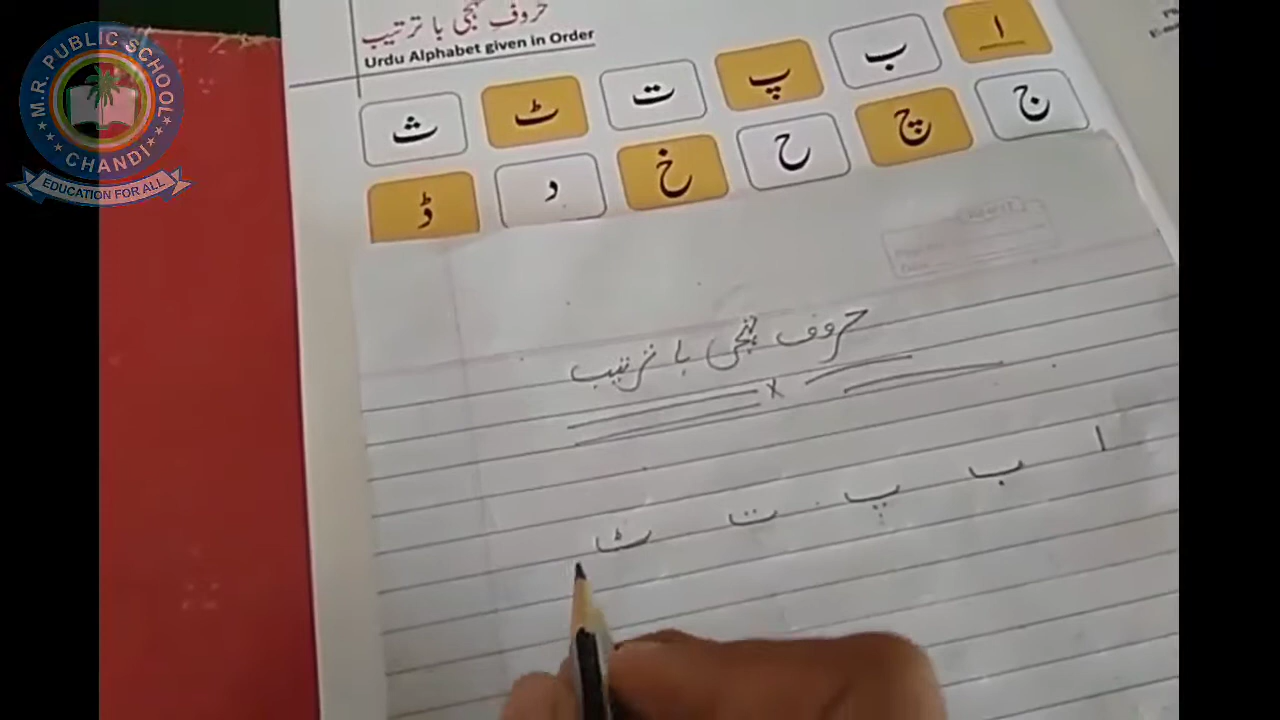 M.R. PUBLIC SCHOOL
CHANDI
EDUCATION FOR ALL
حروفِ تہجی با ترتیب
Urdu Alphabet given in Order
ا ب پ ت ٹ ث
ج چ ح خ د ڈ
حروف تہجی با ترتیب
x
ا ب پ ت ٹ